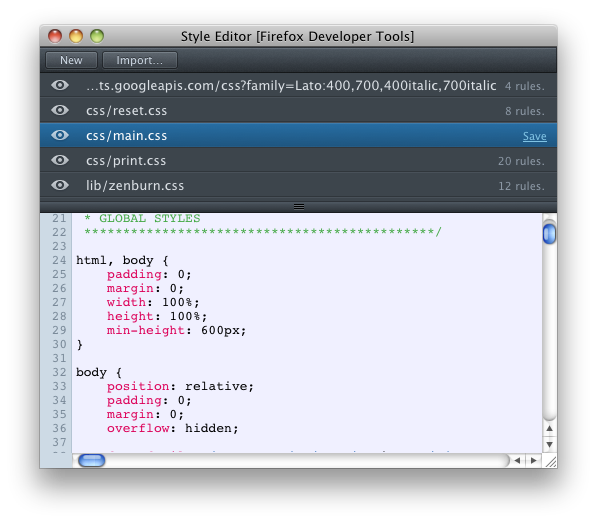 Style Editor [Firefox Developer Tools]
New Import...
...ts.googleapis.com/css?family=Lato:400,700,400italic,700italic 4 rules.
css/reset.css 8 rules.
css/main.css Save
css/print.css 20 rules.
lib/zenburn.css 12 rules.
21 * GLOBAL STYLES
22 *********************************************/
23
24 html, body {
25 padding: 0;
26 margin: 0;
27 width: 100%;
28 height: 100%;
29 min-height: 600px;
30 }
31
32 body {
33 position: relative;
34 padding: 0;
35 margin: 0;
36 overflow: hidden;
37